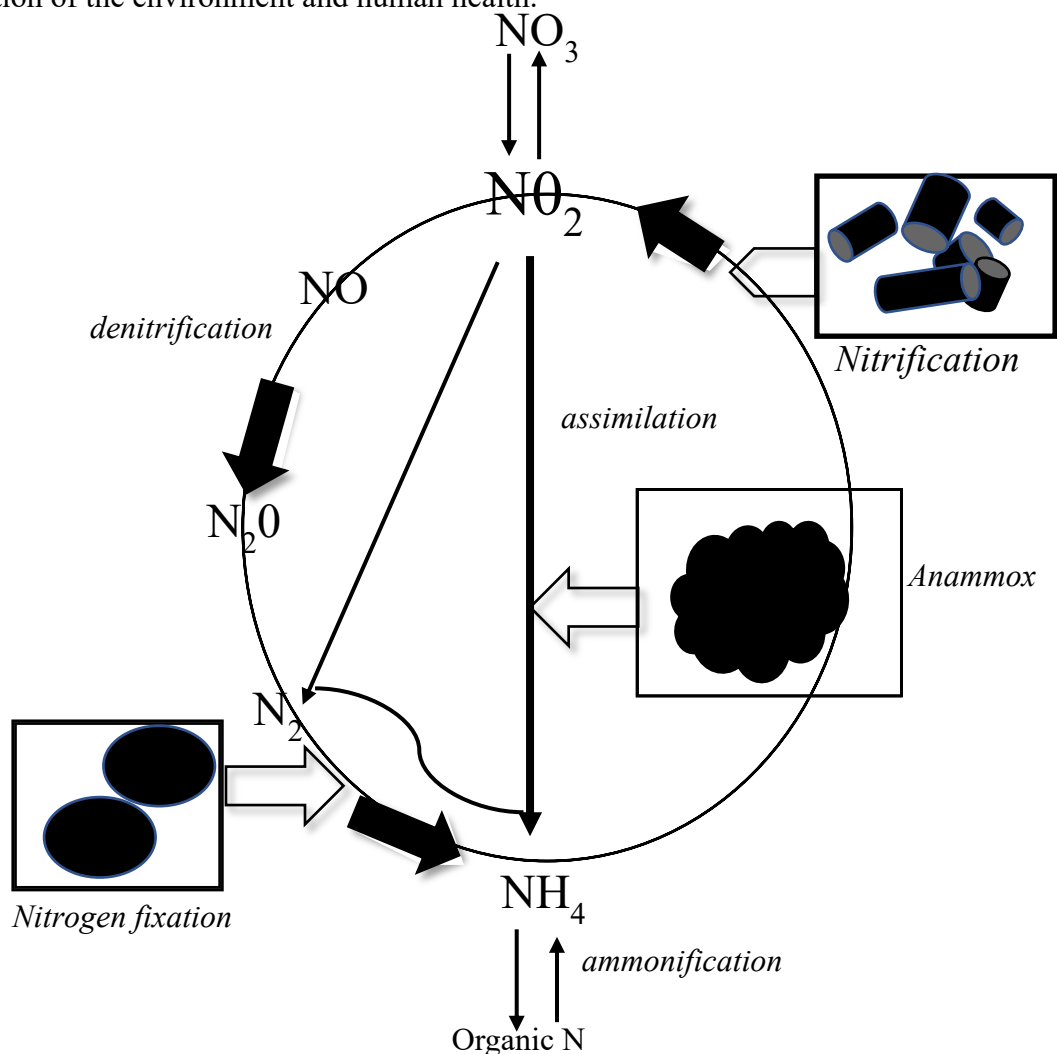 tion of the environment and human health.
NO3
N02
NO
denitrification
Nitrification
assimilation
N20
Anammox
N2
Nitrogen fixation
NH4
ammonification
Organic N